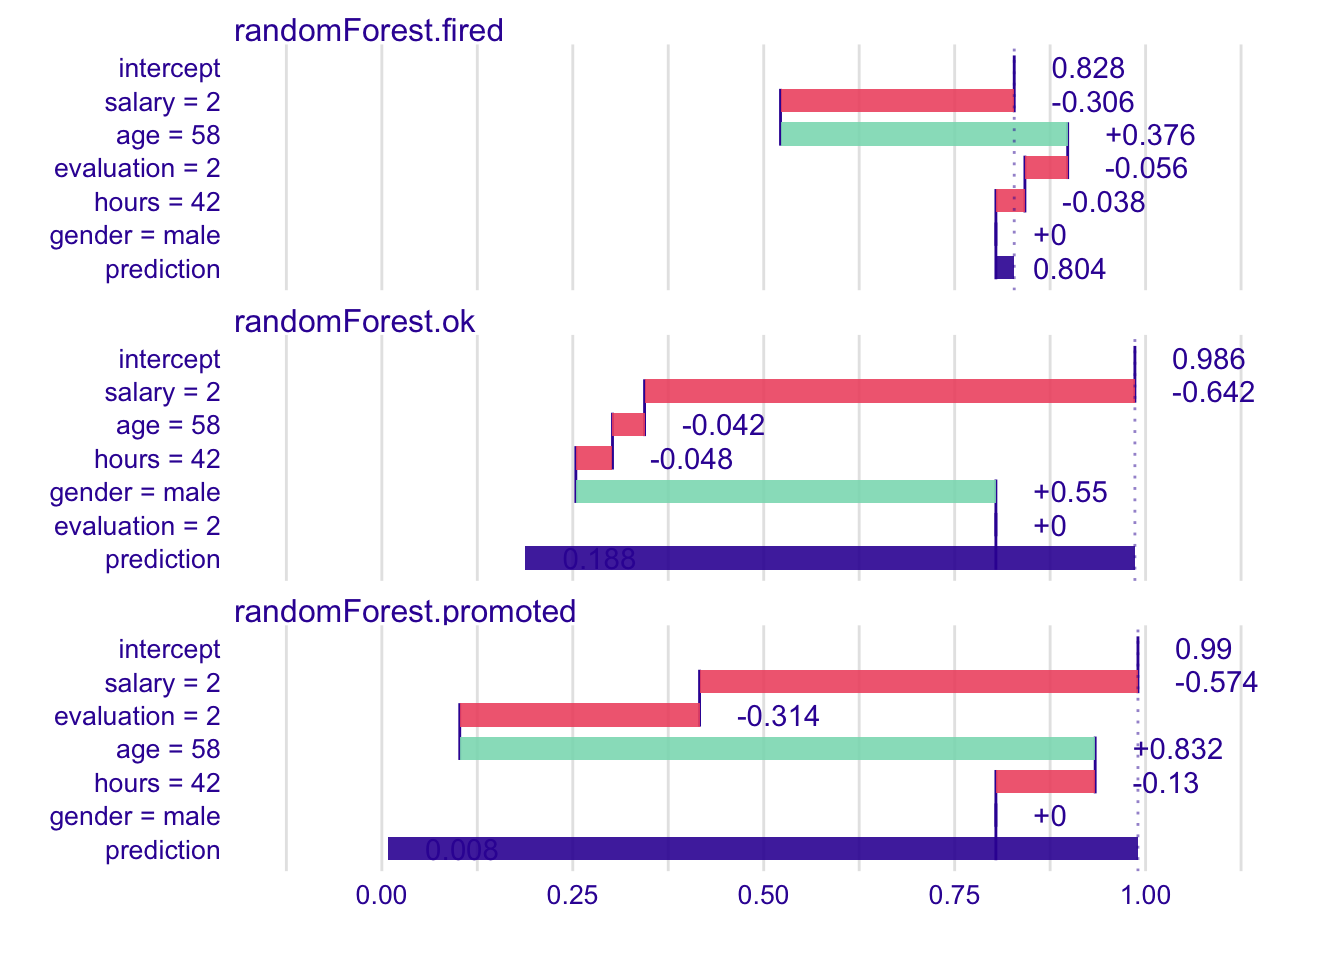 randomForest.fired
intercept 0.828
salary = 2 -0.306
age = 58 +0.376
evaluation = 2 -0.056
hours = 42 -0.038
gender = male +0
prediction 0.804
randomForest.ok
intercept 0.986
salary = 2 -0.642
age = 58 -0.042
hours = 42 -0.048
gender = male +0.55
evaluation = 2 +0
prediction 0.188
randomForest.promoted
intercept 0.99
salary = 2 -0.574
evaluation = 2 -0.314
age = 58 +0.832
hours = 42 -0.13
gender = male +0
prediction 0.008
0.00 0.25 0.50 0.75 1.00